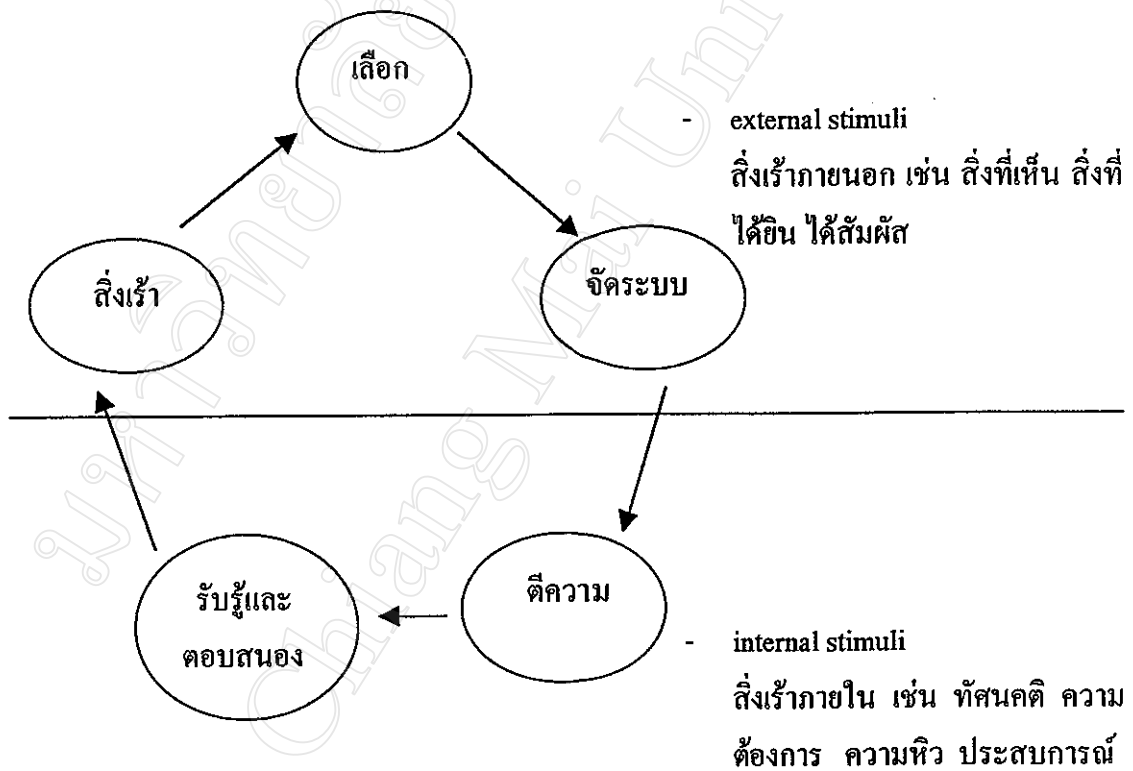 เลือก
- external stimuli
สิ่งเร้าภายนอก เช่น สิ่งที่เห็น สิ่งที่
ได้ยิน ได้สัมผัส
สิ่งเร้า
จัดระบบ
รับรู้และ
ตอบสนอง
ตีความ
- internal stimuli
สิ่งเร้าภายใน เช่น ทัศนคติ ความ
ต้องการ ความหิว ประสบการณ์
Chiang Mai Uni